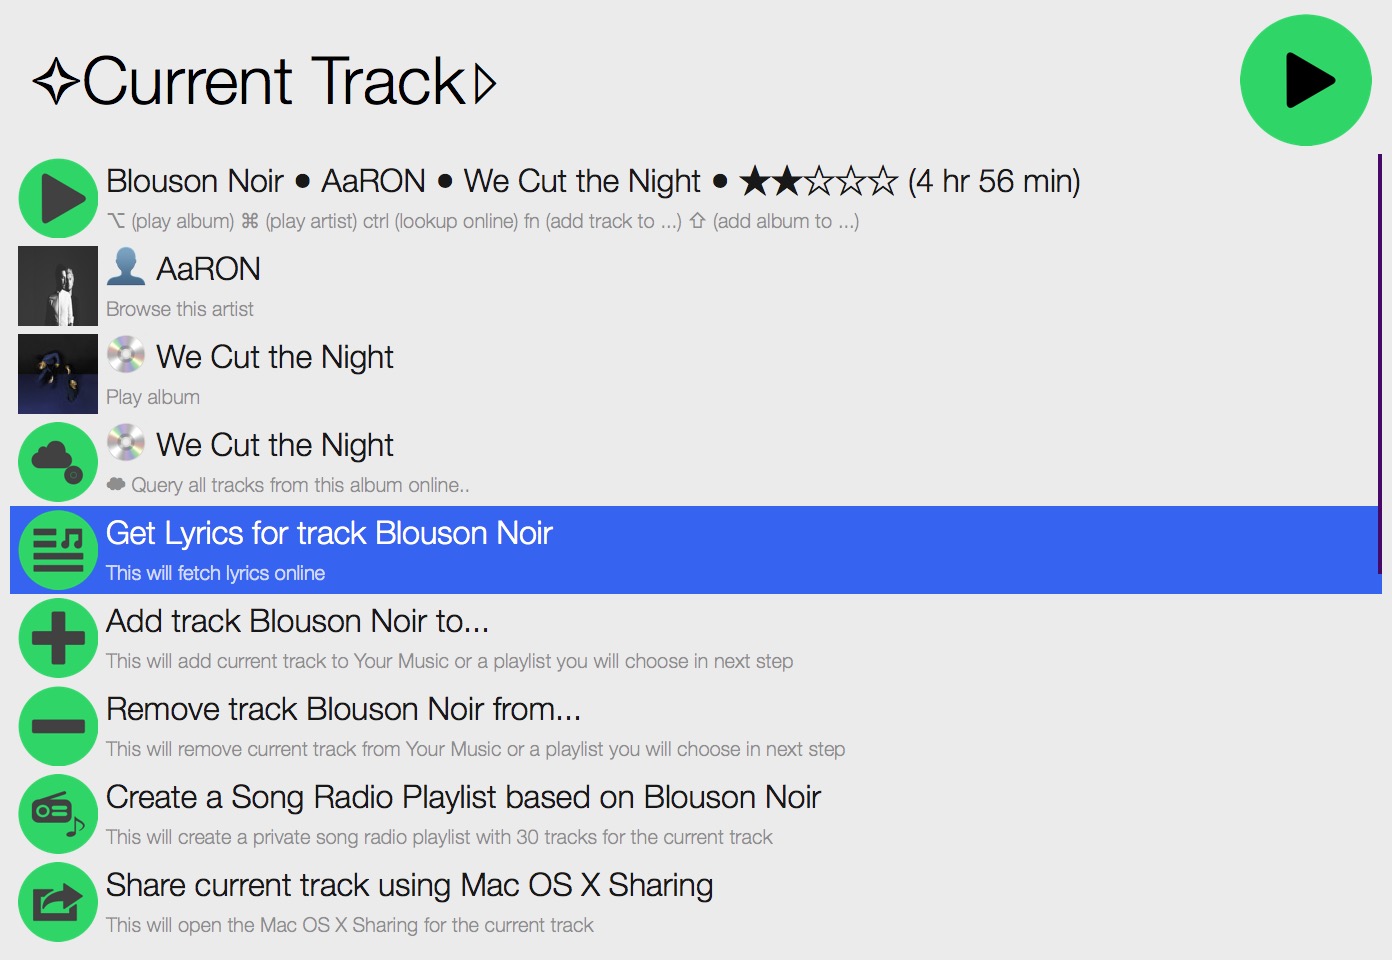 ✧Current Track▷
Blouson Noir ● AaRON ● We Cut the Night ● ★★☆☆☆ (4 hr 56 min)
⌥ (play album) ⌘ (play artist) ctrl (lookup online) fn (add track to ...) ⇧ (add album to ...)
👤 AaRON
Browse this artist
💿 We Cut the Night
Play album
💿 We Cut the Night
☁ Query all tracks from this album online..
Get Lyrics for track Blouson Noir
This will fetch lyrics online
Add track Blouson Noir to...
This will add current track to Your Music or a playlist you will choose in next step
Remove track Blouson Noir from...
This will remove current track from Your Music or a playlist you will choose in next step
Create a Song Radio Playlist based on Blouson Noir
This will create a private song radio playlist with 30 tracks for the current track
Share current track using Mac OS X Sharing
This will open the Mac OS X Sharing for the current track